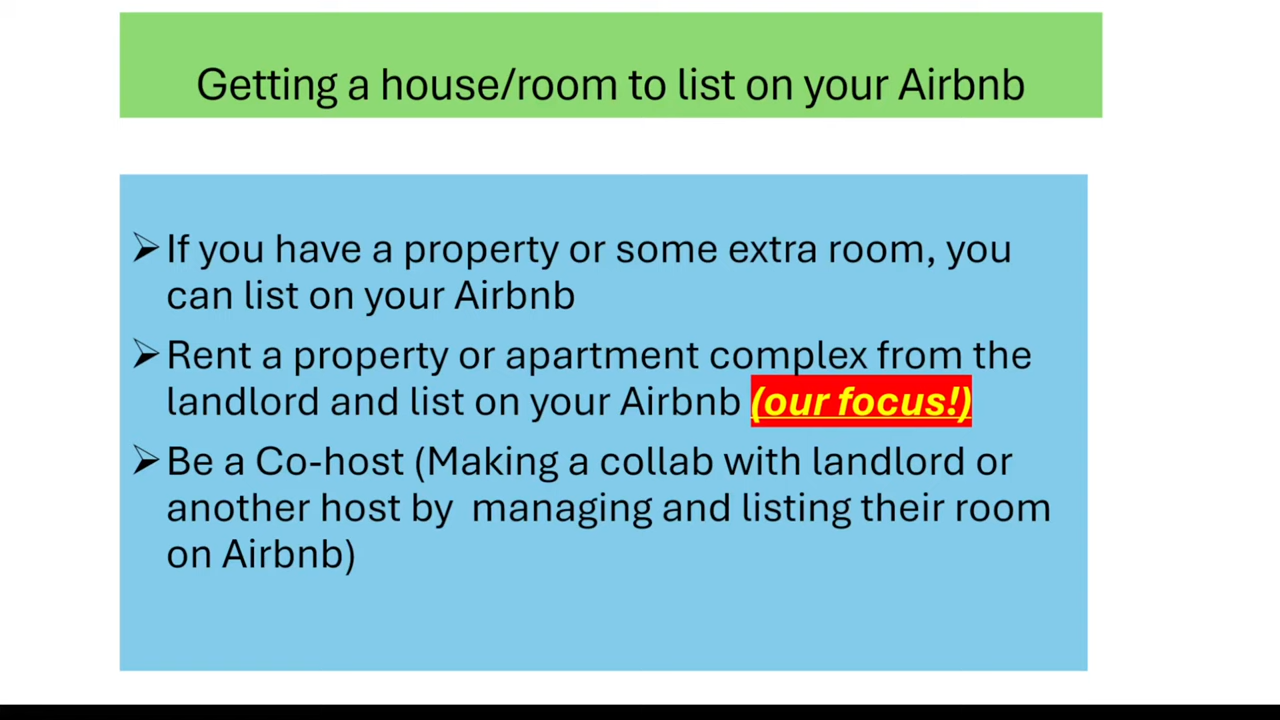 Getting a house/room to list on your Airbnb
➢If you have a property or some extra room, you
can list on your Airbnb
➢Rent a property or apartment complex from the
landlord and list on your Airbnb (our focus!)
➢Be a Co-host (Making a collab with landlord or
another host by  managing and listing their room
on Airbnb)